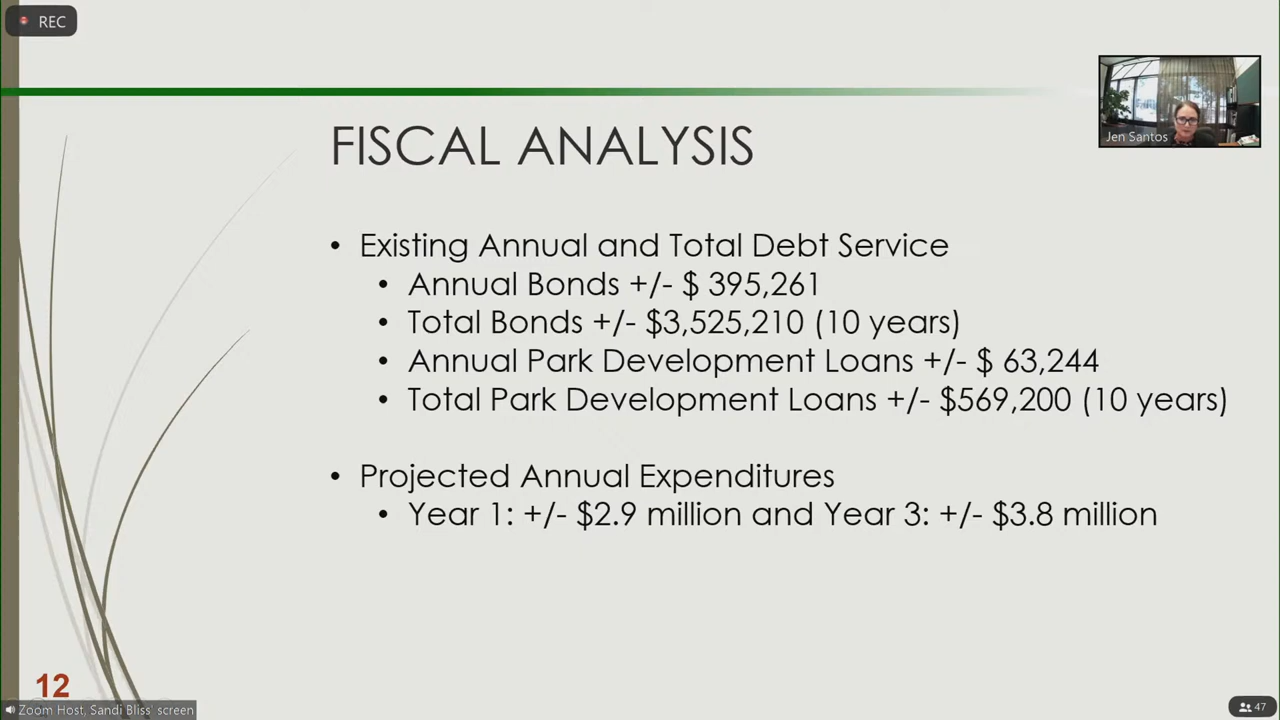 REC
Jen Santos
FISCAL ANALYSIS
• Existing Annual and Total Debt Service
• Annual Bonds +/- $ 395,261
• Total Bonds +/- $3,525,210 (10 years)
• Annual Park Development Loans +/- $ 63,244
• Total Park Development Loans +/- $569,200 (10 years)
• Projected Annual Expenditures
• Year 1: +/- $2.9 million and Year 3: +/- $3.8 million
12
Zoom Host, Sandi Bliss' screen
47